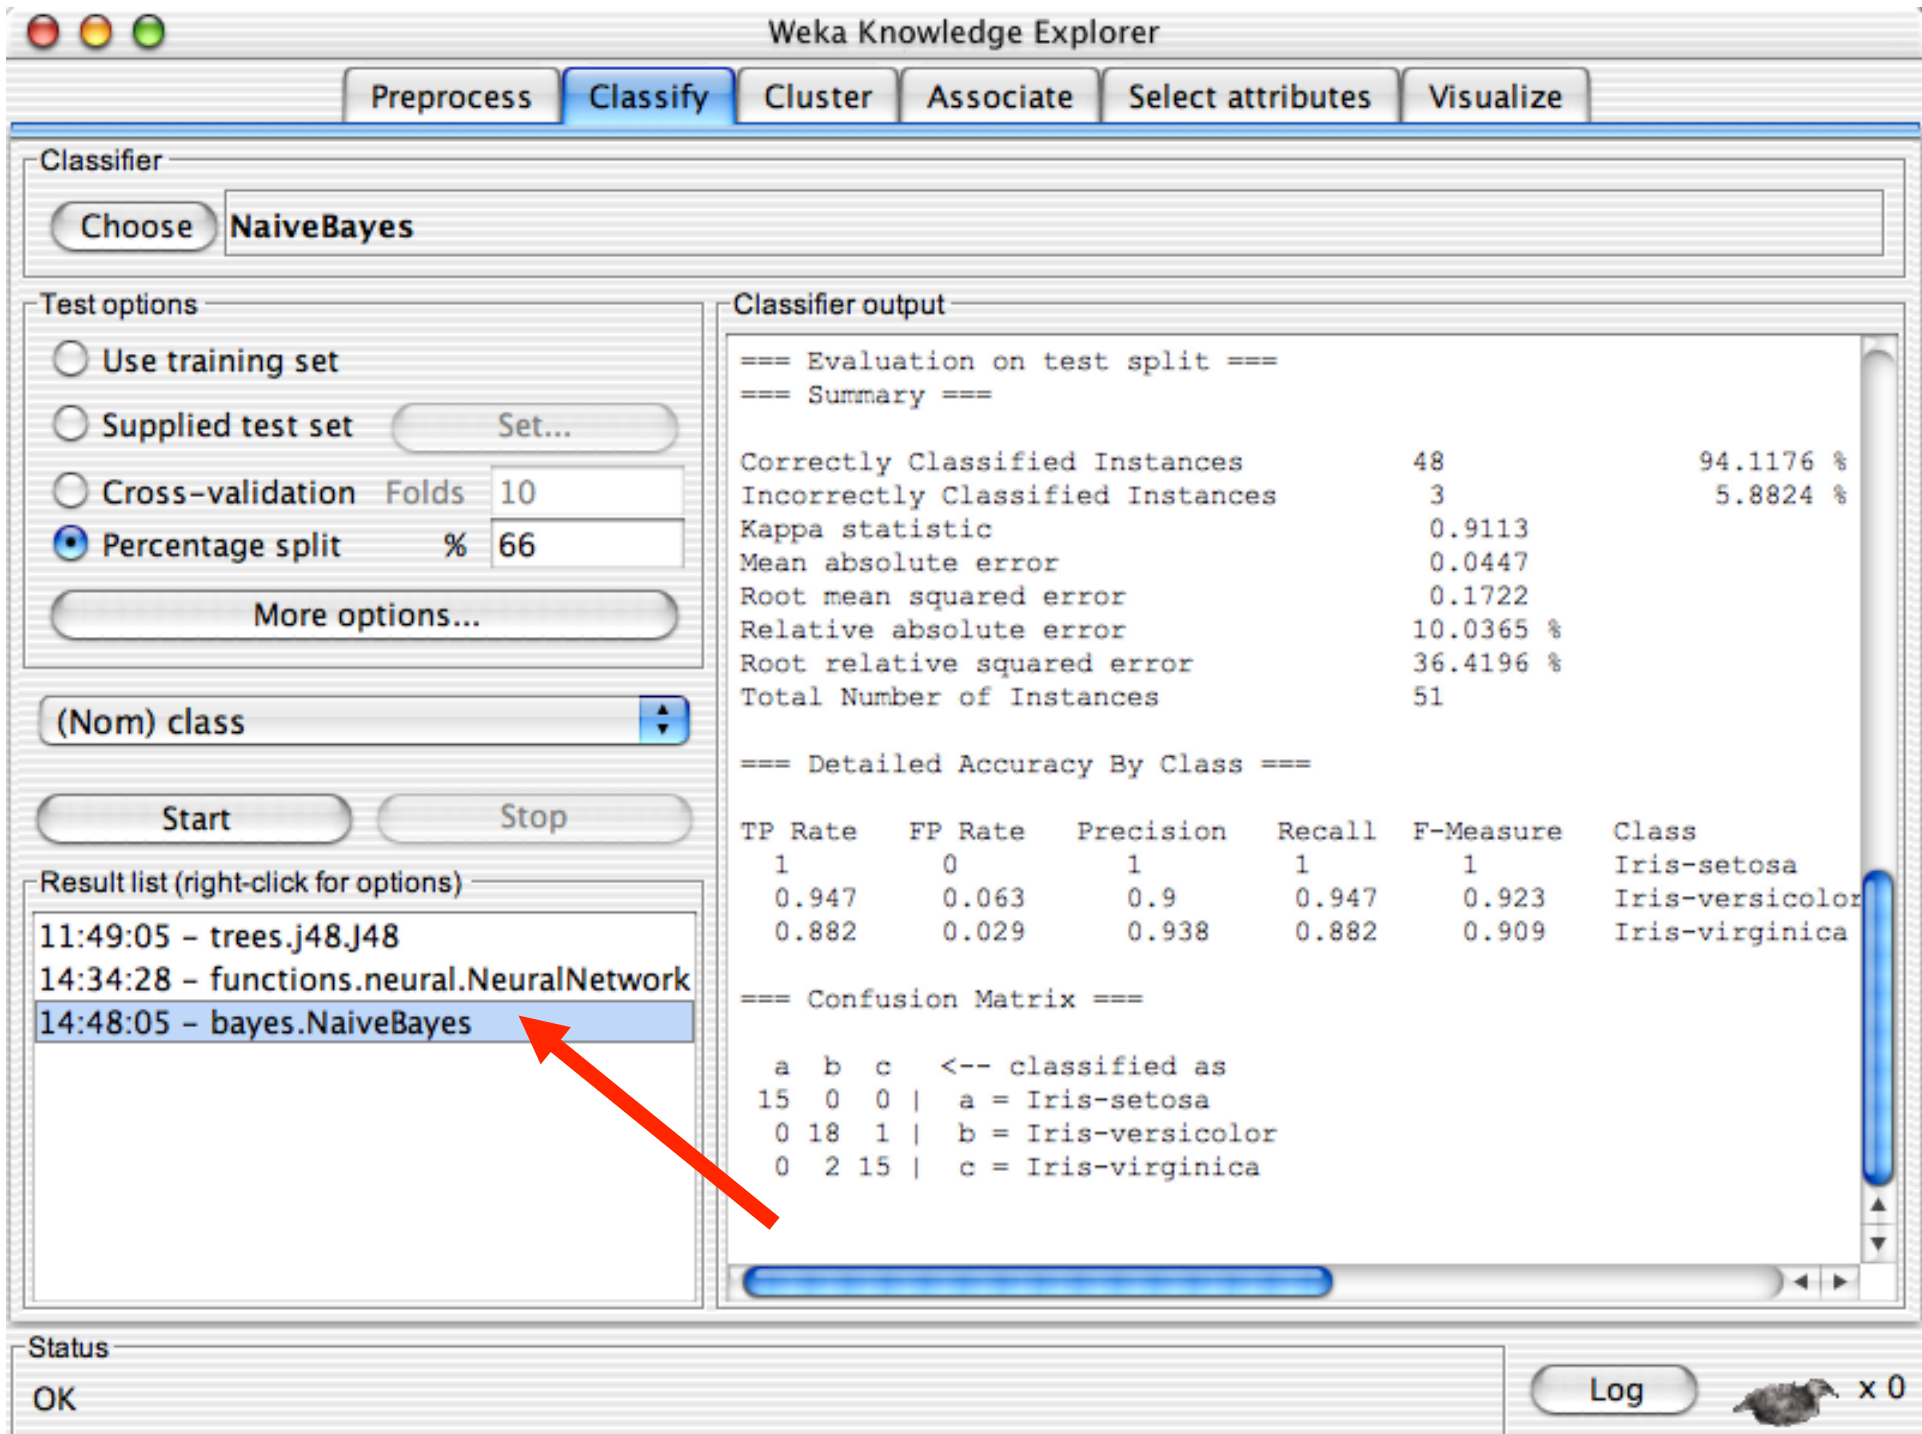 Weka Knowledge Explorer
Preprocess Classify Cluster Associate Select attributes Visualize
Classifier
Choose NaiveBayes
Test options
Use training set
Supplied test set Set...
Cross-validation Folds 10
Percentage split % 66
More options...
(Nom) class
Start Stop
Result list (right-click for options)
11:49:05 – trees.j48.J48
14:34:28 – functions.neural.NeuralNetwork
14:48:05 – bayes.NaiveBayes
Classifier output
=== Evaluation on test split ===
=== Summary ===
Correctly Classified Instances 48 94.1176 %
Incorrectly Classified Instances 3 5.8824 %
Kappa statistic 0.9113
Mean absolute error 0.0447
Root mean squared error 0.1722
Relative absolute error 10.0365 %
Root relative squared error 36.4196 %
Total Number of Instances 51
=== Detailed Accuracy By Class ===
TP Rate FP Rate Precision Recall F-Measure Class
1 0 1 1 1 Iris-setosa
0.947 0.063 0.9 0.947 0.923 Iris-versicolor
0.882 0.029 0.938 0.882 0.909 Iris-virginica
=== Confusion Matrix ===
a b c <-- classified as
15 0 0 | a = Iris-setosa
0 18 1 | b = Iris-versicolor
0 2 15 | c = Iris-virginica
Status
OK
Log x 0